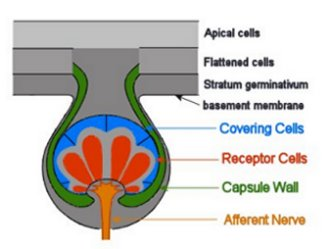 Apical cells
Flattened cells
Stratum germinativum
basement membrane
Covering Cells
Receptor Cells
Capsule Wall
Afferent Nerve